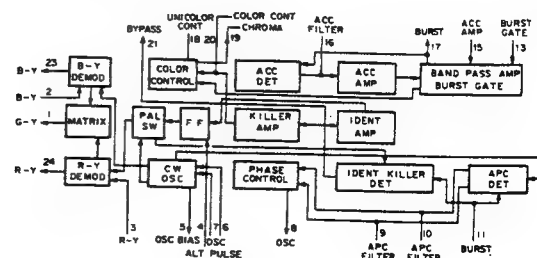 UNICOLOR CONT
COLOR CONT
CHROMA
ACC FILTER
ACC AMP
BURST GATE
BYPASS
21
18
20
19
16
BURST
17
15
13
23
B-Y
B-Y DEMOD
COLOR CONTROL
ACC DET
ACC AMP
BAND PASS AMP
BURST GATE
B-Y
2
G-Y
1
MATRIX
PAL SW
F F
KILLER AMP
IDENT AMP
R-Y
24
R-Y DEMOD
CW OSC
PHASE CONTROL
IDENT KILLER DET
APC DET
3
R-Y
5
4
7
6
8
9
10
11
OSC BIAS
OSC
ALT PULSE
OSC
APC FILTER
APC FILTER
BURST